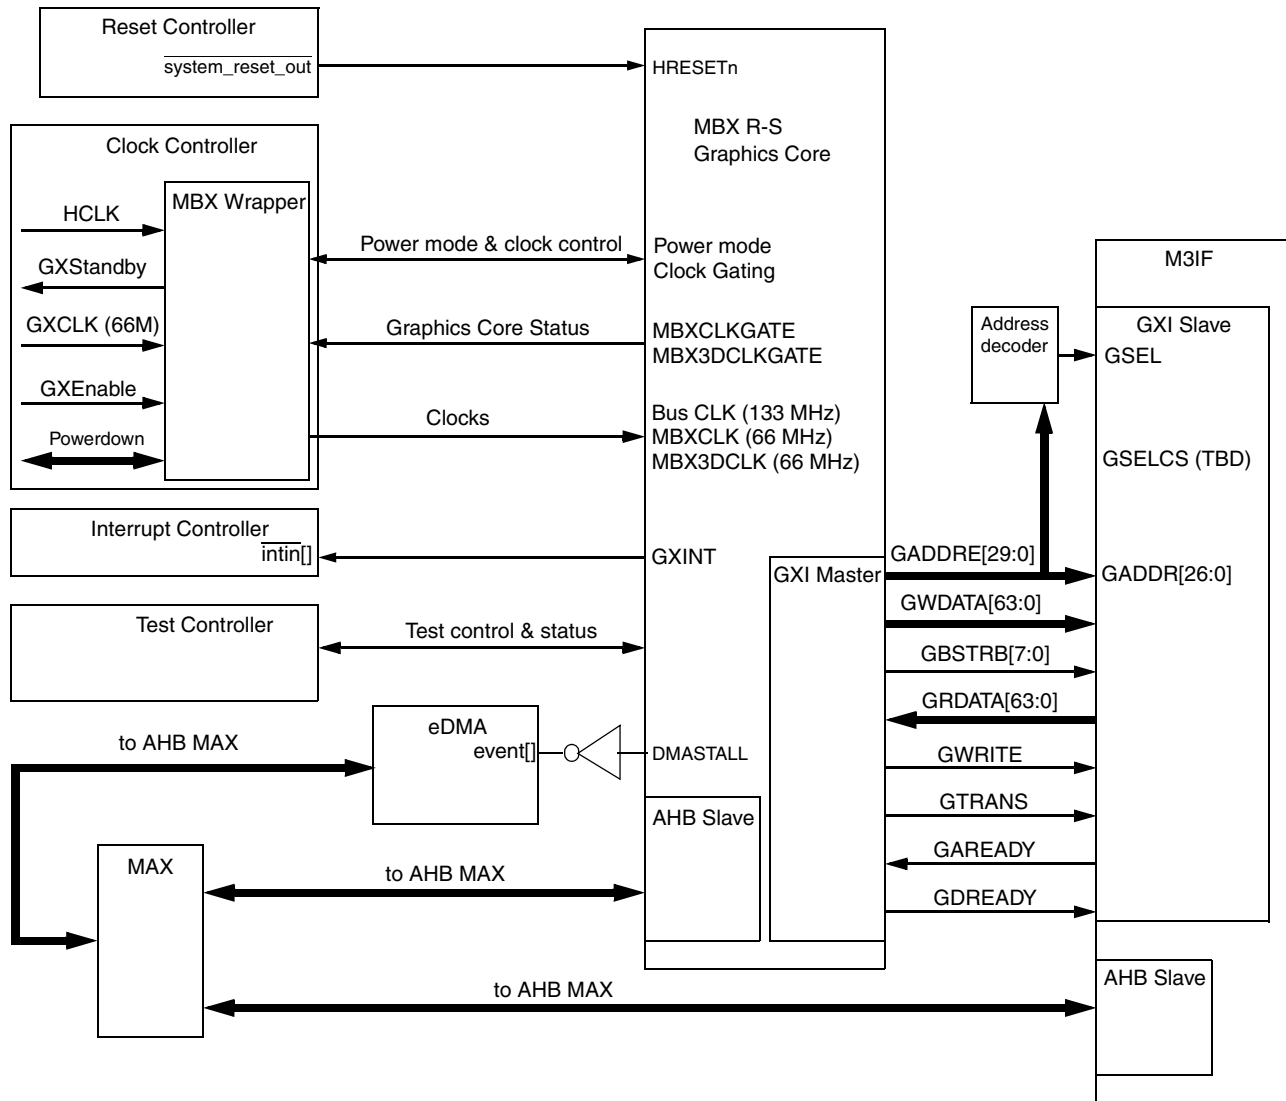 Reset Controller
system_reset_out
HRESETn
MBX R-S
Graphics Core
Clock Controller
MBX Wrapper
HCLK
GXStandby
GXCLK (66M)
GXEnable
Powerdown
Power mode & clock control
Power mode
Clock Gating
Graphics Core Status
MBXCLKGATE
MBX3DCLKGATE
Clocks
Bus CLK (133 MHz)
MBXCLK (66 MHz)
MBX3DCLK (66 MHz)
M3IF
Address
decoder
GXI Slave
GSEL
GSELCS (TBD)
Interrupt Controller
intin[]
GXINT
GXI Master
GADDRE[29:0]
GADDR[26:0]
GWDATA[63:0]
GBSTRB[7:0]
GRDATA[63:0]
GWRITE
GTRANS
GAREADY
GDREADY
Test Controller
Test control & status
eDMA
event[]
DMASTALL
to AHB MAX
AHB Slave
MAX
to AHB MAX
to AHB MAX
AHB Slave